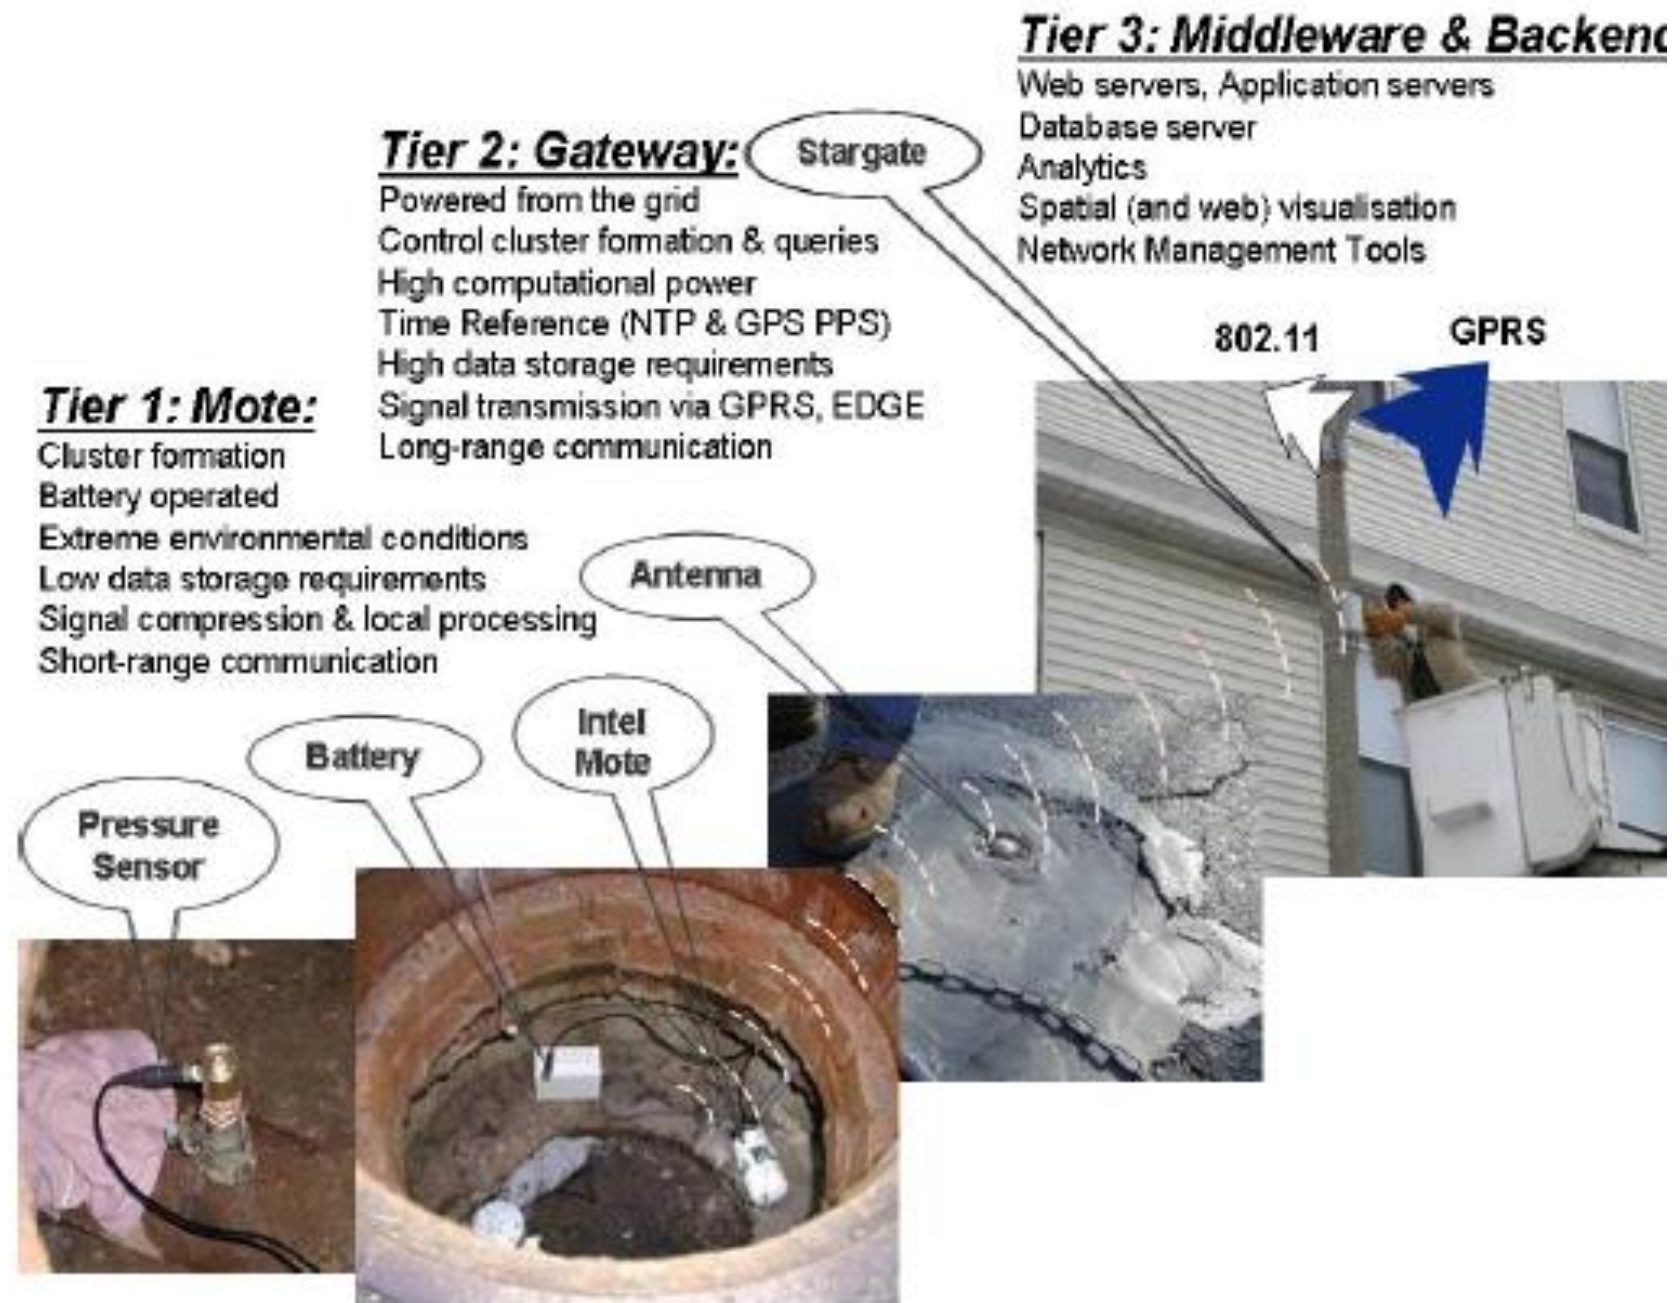 Tier 3: Middleware & Backend
Web servers, Application servers
Database server
Analytics
Spatial (and web) visualisation
Network Management Tools
Stargate
Tier 2: Gateway:
Powered from the grid
Control cluster formation & queries
High computational power
Time Reference (NTP & GPS PPS)
High data storage requirements
Signal transmission via GPRS, EDGE
Long-range communication
802.11
GPRS
Tier 1: Mote:
Cluster formation
Battery operated
Extreme environmental conditions
Low data storage requirements
Signal compression & local processing
Short-range communication
Antenna
Intel
Mote
Battery
Pressure
Sensor